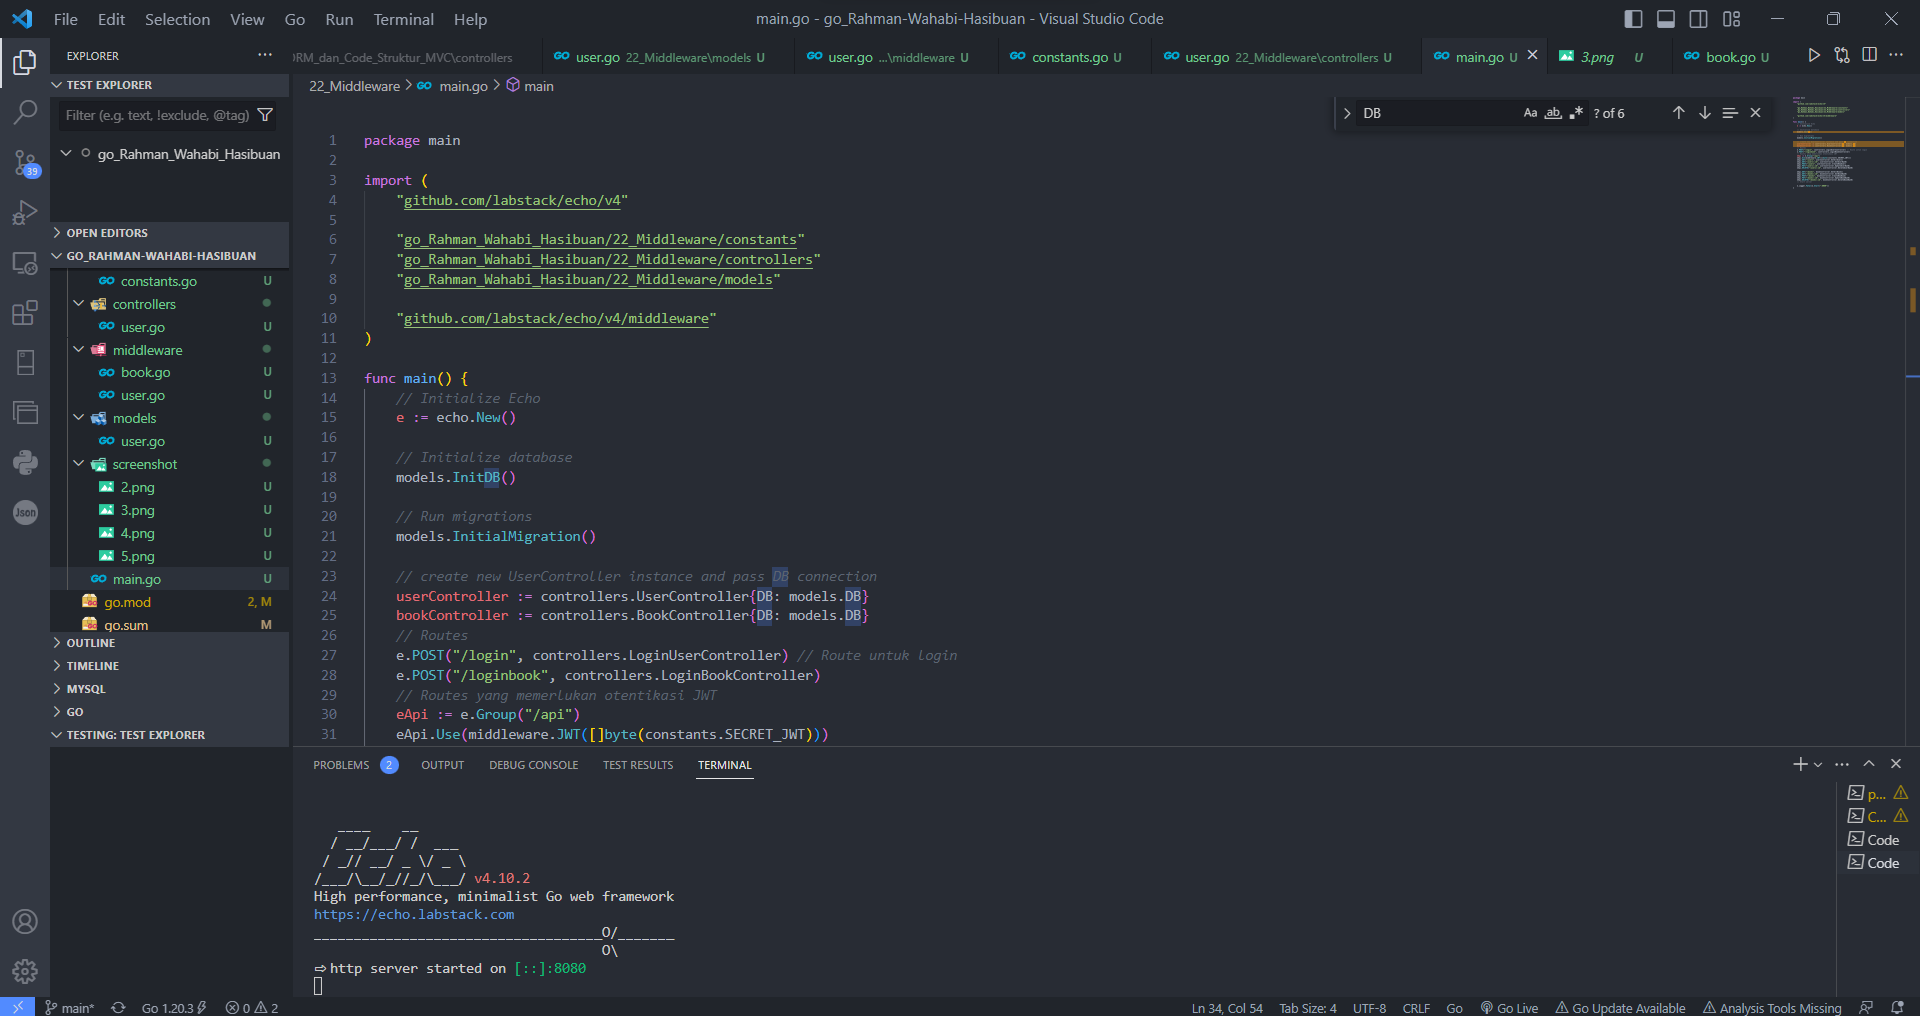 File Edit Selection View Go Run Terminal Help
main.go - go_Rahman-Wahabi-Hasibuan - Visual Studio Code
EXPLORER
ORM_dan_Code_Struktur_MVC\controllers
user.go 22_Middleware\models U
user.go ...\middleware U
constants.go U
user.go 22_Middleware\controllers U
main.go U
3.png U
book.go U
TEST EXPLORER
Filter (e.g. text, !exclude, @tag)
go_Rahman_Wahabi_Hasibuan
OPEN EDITORS
GO_RAHMAN-WAHABI-HASIBUAN
constants.go U
controllers
user.go U
middleware
book.go U
user.go U
models
user.go U
screenshot
2.png U
3.png U
4.png U
5.png U
main.go U
go.mod 2, M
go.sum M
OUTLINE
TIMELINE
MYSQL
GO
TESTING: TEST EXPLORER
39
Json
22_Middleware > main.go > main
DB Aa ab ? of 6
1 package main
2
3 import (
4 "github.com/labstack/echo/v4"
5
6 "go_Rahman_Wahabi_Hasibuan/22_Middleware/constants"
7 "go_Rahman_Wahabi_Hasibuan/22_Middleware/controllers"
8 "go_Rahman_Wahabi_Hasibuan/22_Middleware/models"
9
10 "github.com/labstack/echo/v4/middleware"
11 )
12
13 func main() {
14 // Initialize Echo
15 e := echo.New()
16
17 // Initialize database
18 models.InitDB()
19
20 // Run migrations
21 models.InitialMigration()
22
23 // create new UserController instance and pass DB connection
24 userController := controllers.UserController{DB: models.DB}
25 bookController := controllers.BookController{DB: models.DB}
26 // Routes
27 e.POST("/login", controllers.LoginUserController) // Route untuk login
28 e.POST("/loginbook", controllers.LoginBookController)
29 // Routes yang memerlukan otentikasi JWT
30 eApi := e.Group("/api")
31 eApi.Use(middleware.JWT([]byte(constants.SECRET_JWT)))
PROBLEMS 2 OUTPUT DEBUG CONSOLE TEST RESULTS TERMINAL
v4.10.2
High performance, minimalist Go web framework
https://echo.labstack.com
____________________________________O/_______
O\
⇨ http server started on [::]:8080
p...
C...
Code
Code
main* Go 1.20.3 0 2
Ln 34, Col 54 Tab Size: 4 UTF-8 CRLF Go Go Live Go Update Available Analysis Tools Missing